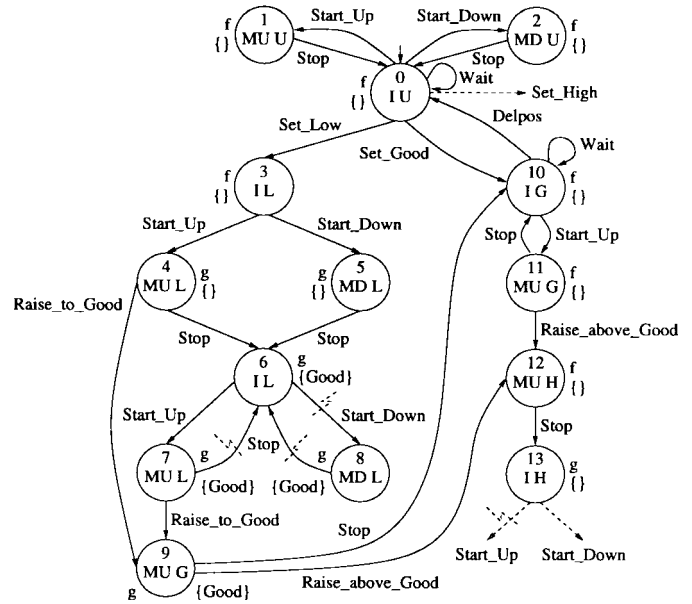 1
MU U
f
{}
Start_Up
Stop
Start_Down
Stop
2
MD U
f
{}
0
I U
f
{}
Wait
Set_High
Delpos
Set_Low
Set_Good
3
I L
f
{}
10
I G
Wait
f
{}
Start_Up
Start_Down
Stop
Start_Up
4
MU L
g
{}
5
MD L
g
{}
11
MU G
f
{}
Raise_to_Good
Stop
Stop
Raise_above_Good
6
I L
g
{Good}
12
MU H
f
{}
Start_Up
Stop
Start_Down
Stop
7
MU L
g
{Good}
8
MD L
g
{Good}
13
I H
g
{}
Raise_to_Good
Stop
Start_Up
Start_Down
9
MU G
g
{Good}
Raise_above_Good